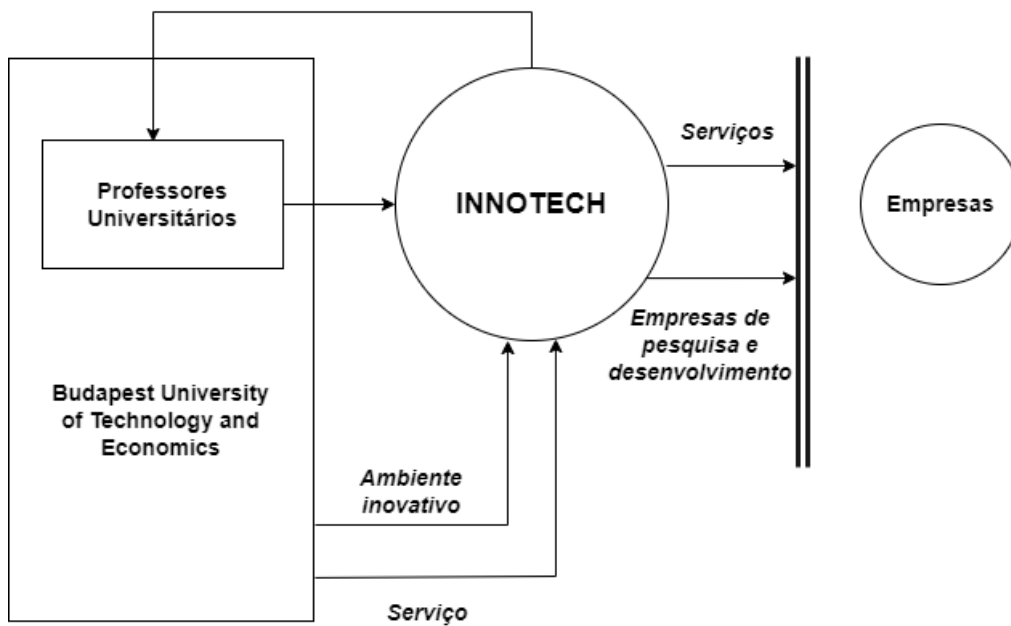 Professores
Universitários
INNOTECH
Serviços
Empresas
Empresas de
pesquisa e
desenvolvimento
Budapest University
of Technology and
Economics
Ambiente
inovativo
Serviço